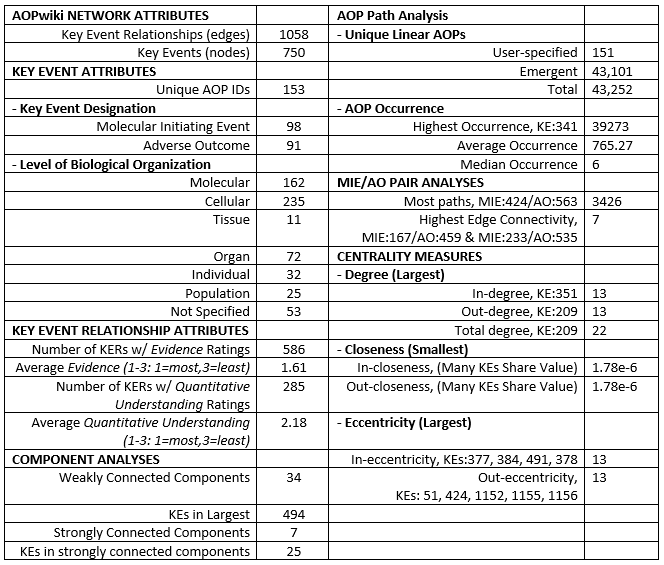 AOPwiki NETWORK ATTRIBUTES
Key Event Relationships (edges) 1058
Key Events (nodes) 750
KEY EVENT ATTRIBUTES
Unique AOP IDs 153
- Key Event Designation
Molecular Initiating Event 98
Adverse Outcome 91
- Level of Biological Organization
Molecular 162
Cellular 235
Tissue 11
Organ 72
Individual 32
Population 25
Not Specified 53
KEY EVENT RELATIONSHIP ATTRIBUTES
Number of KERs w/ Evidence Ratings 586
Average Evidence (1-3: 1=most,3=least) 1.61
Number of KERs w/ Quantitative 285
Understanding Ratings
Average Quantitative Understanding 2.18
(1-3: 1=most,3=least)
COMPONENT ANALYSES
Weakly Connected Components 34
KEs in Largest 494
Strongly Connected Components 7
KEs in strongly connected components 25
AOP Path Analysis
- Unique Linear AOPs
User-specified 151
Emergent 43,101
Total 43,252
- AOP Occurrence
Highest Occurrence, KE:341 39273
Average Occurrence 765.27
Median Occurrence 6
MIE/AO PAIR ANALYSES
Most paths, MIE:424/AO:563 3426
Highest Edge Connectivity, 7
MIE:167/AO:459 & MIE:233/AO:535
CENTRALITY MEASURES
- Degree (Largest)
In-degree, KE:351 13
Out-degree, KE:209 13
Total degree, KE:209 22
- Closeness (Smallest)
In-closeness, (Many KEs Share Value) 1.78e-6
Out-closeness, (Many KEs Share Value) 1.78e-6
- Eccentricity (Largest)
In-eccentricity, KEs:377, 384, 491, 378 13
Out-eccentricity, 13
KEs: 51, 424, 1152, 1155, 1156